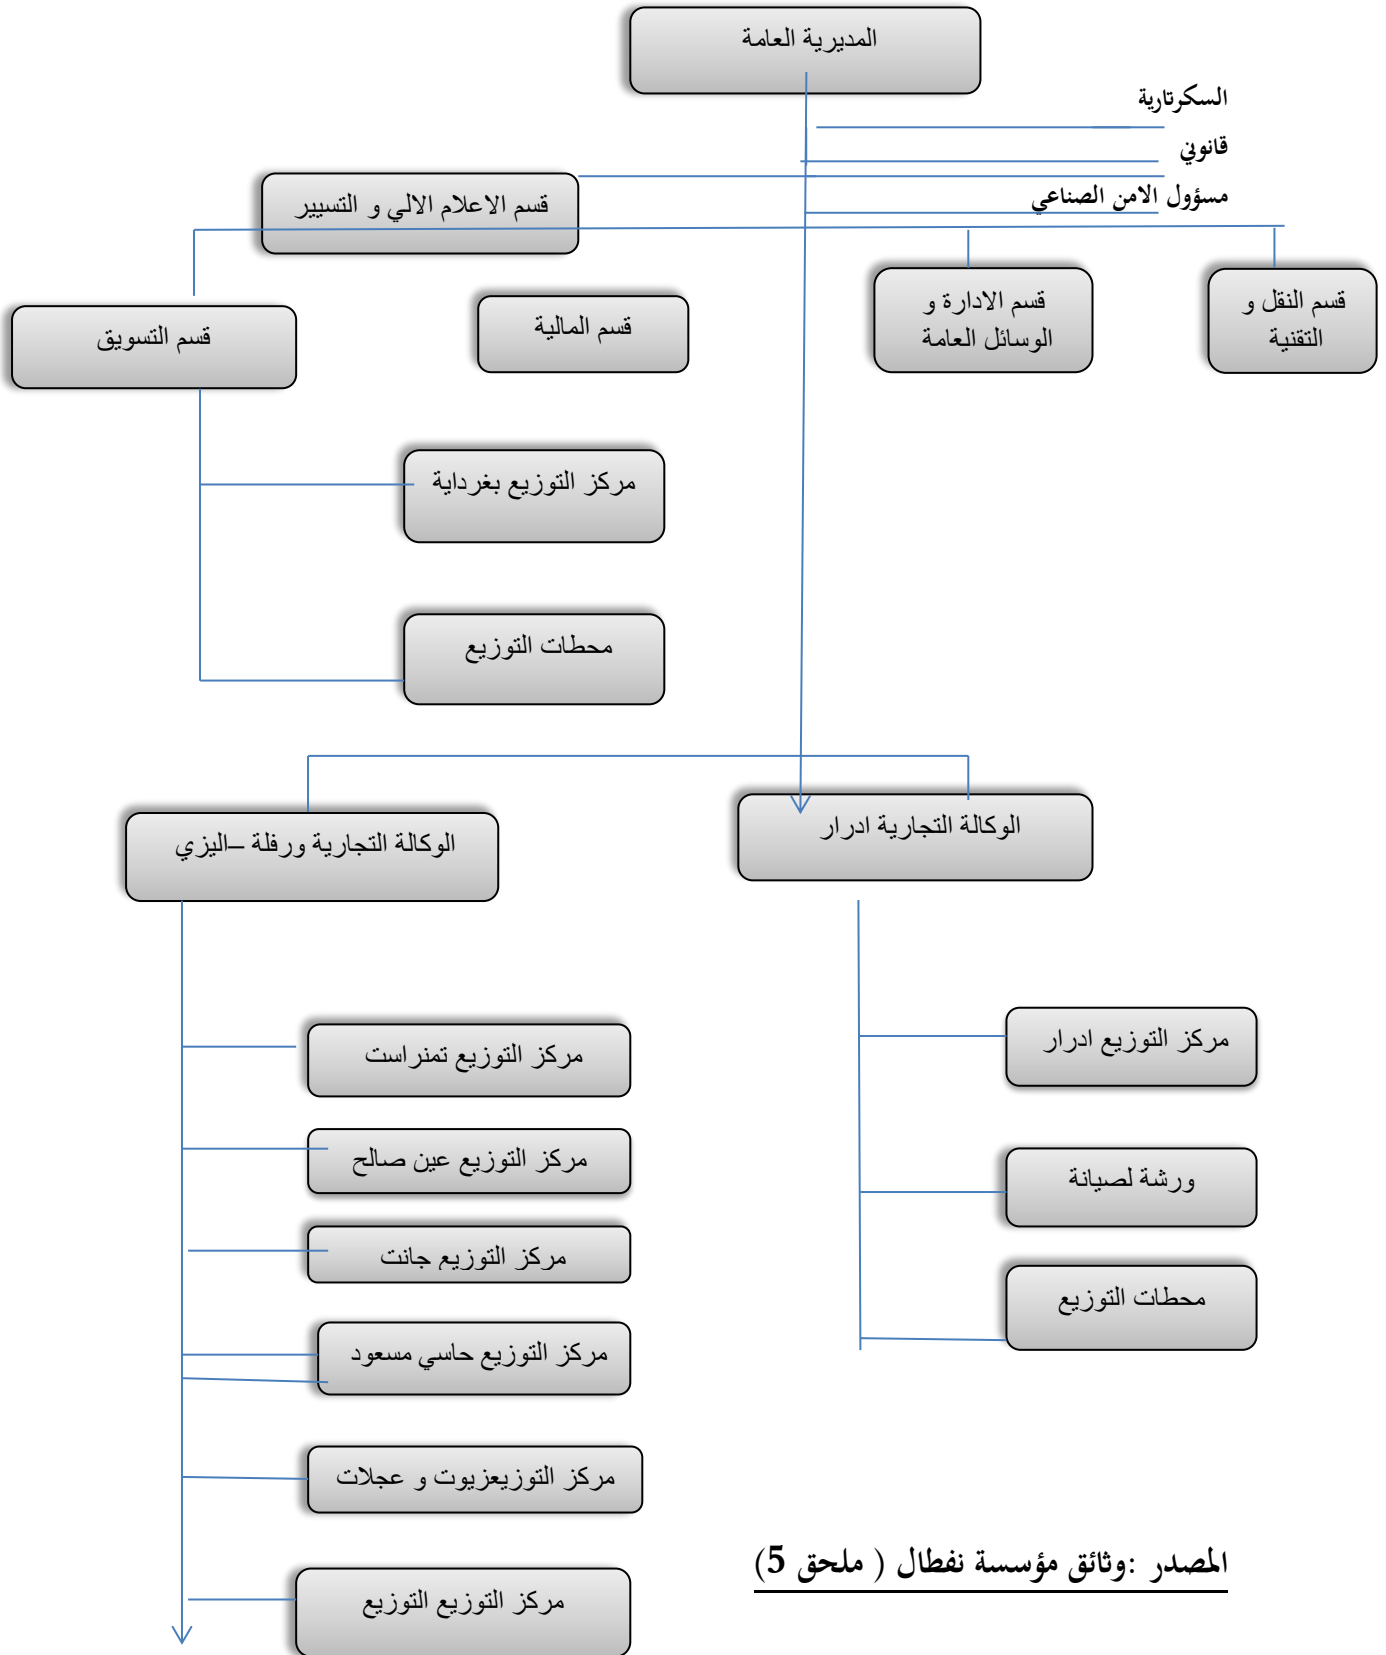 المديرية العامة
السكرتارية
قانوني
مسؤول الامن الصناعي
قسم الاعلام الالي و التسيير
قسم النقل و
التقنية
قسم الادارة و
الوسائل العامة
قسم المالية
قسم التسويق
مركز التوزيع بغرداية
محطات التوزيع
الوكالة التجارية ادرار
الوكالة التجارية ورفلة –اليزي
مركز التوزيع ادرار
ورشة لصيانة
محطات التوزيع
مركز التوزيع تمنراست
مركز التوزيع عين صالح
مركز التوزيع جانت
مركز التوزيع حاسي مسعود
مركز التوزيعزيوت و عجلات
مركز التوزيع التوزيع
المصدر :وثائق مؤسسة نفطال ( ملحق 5)